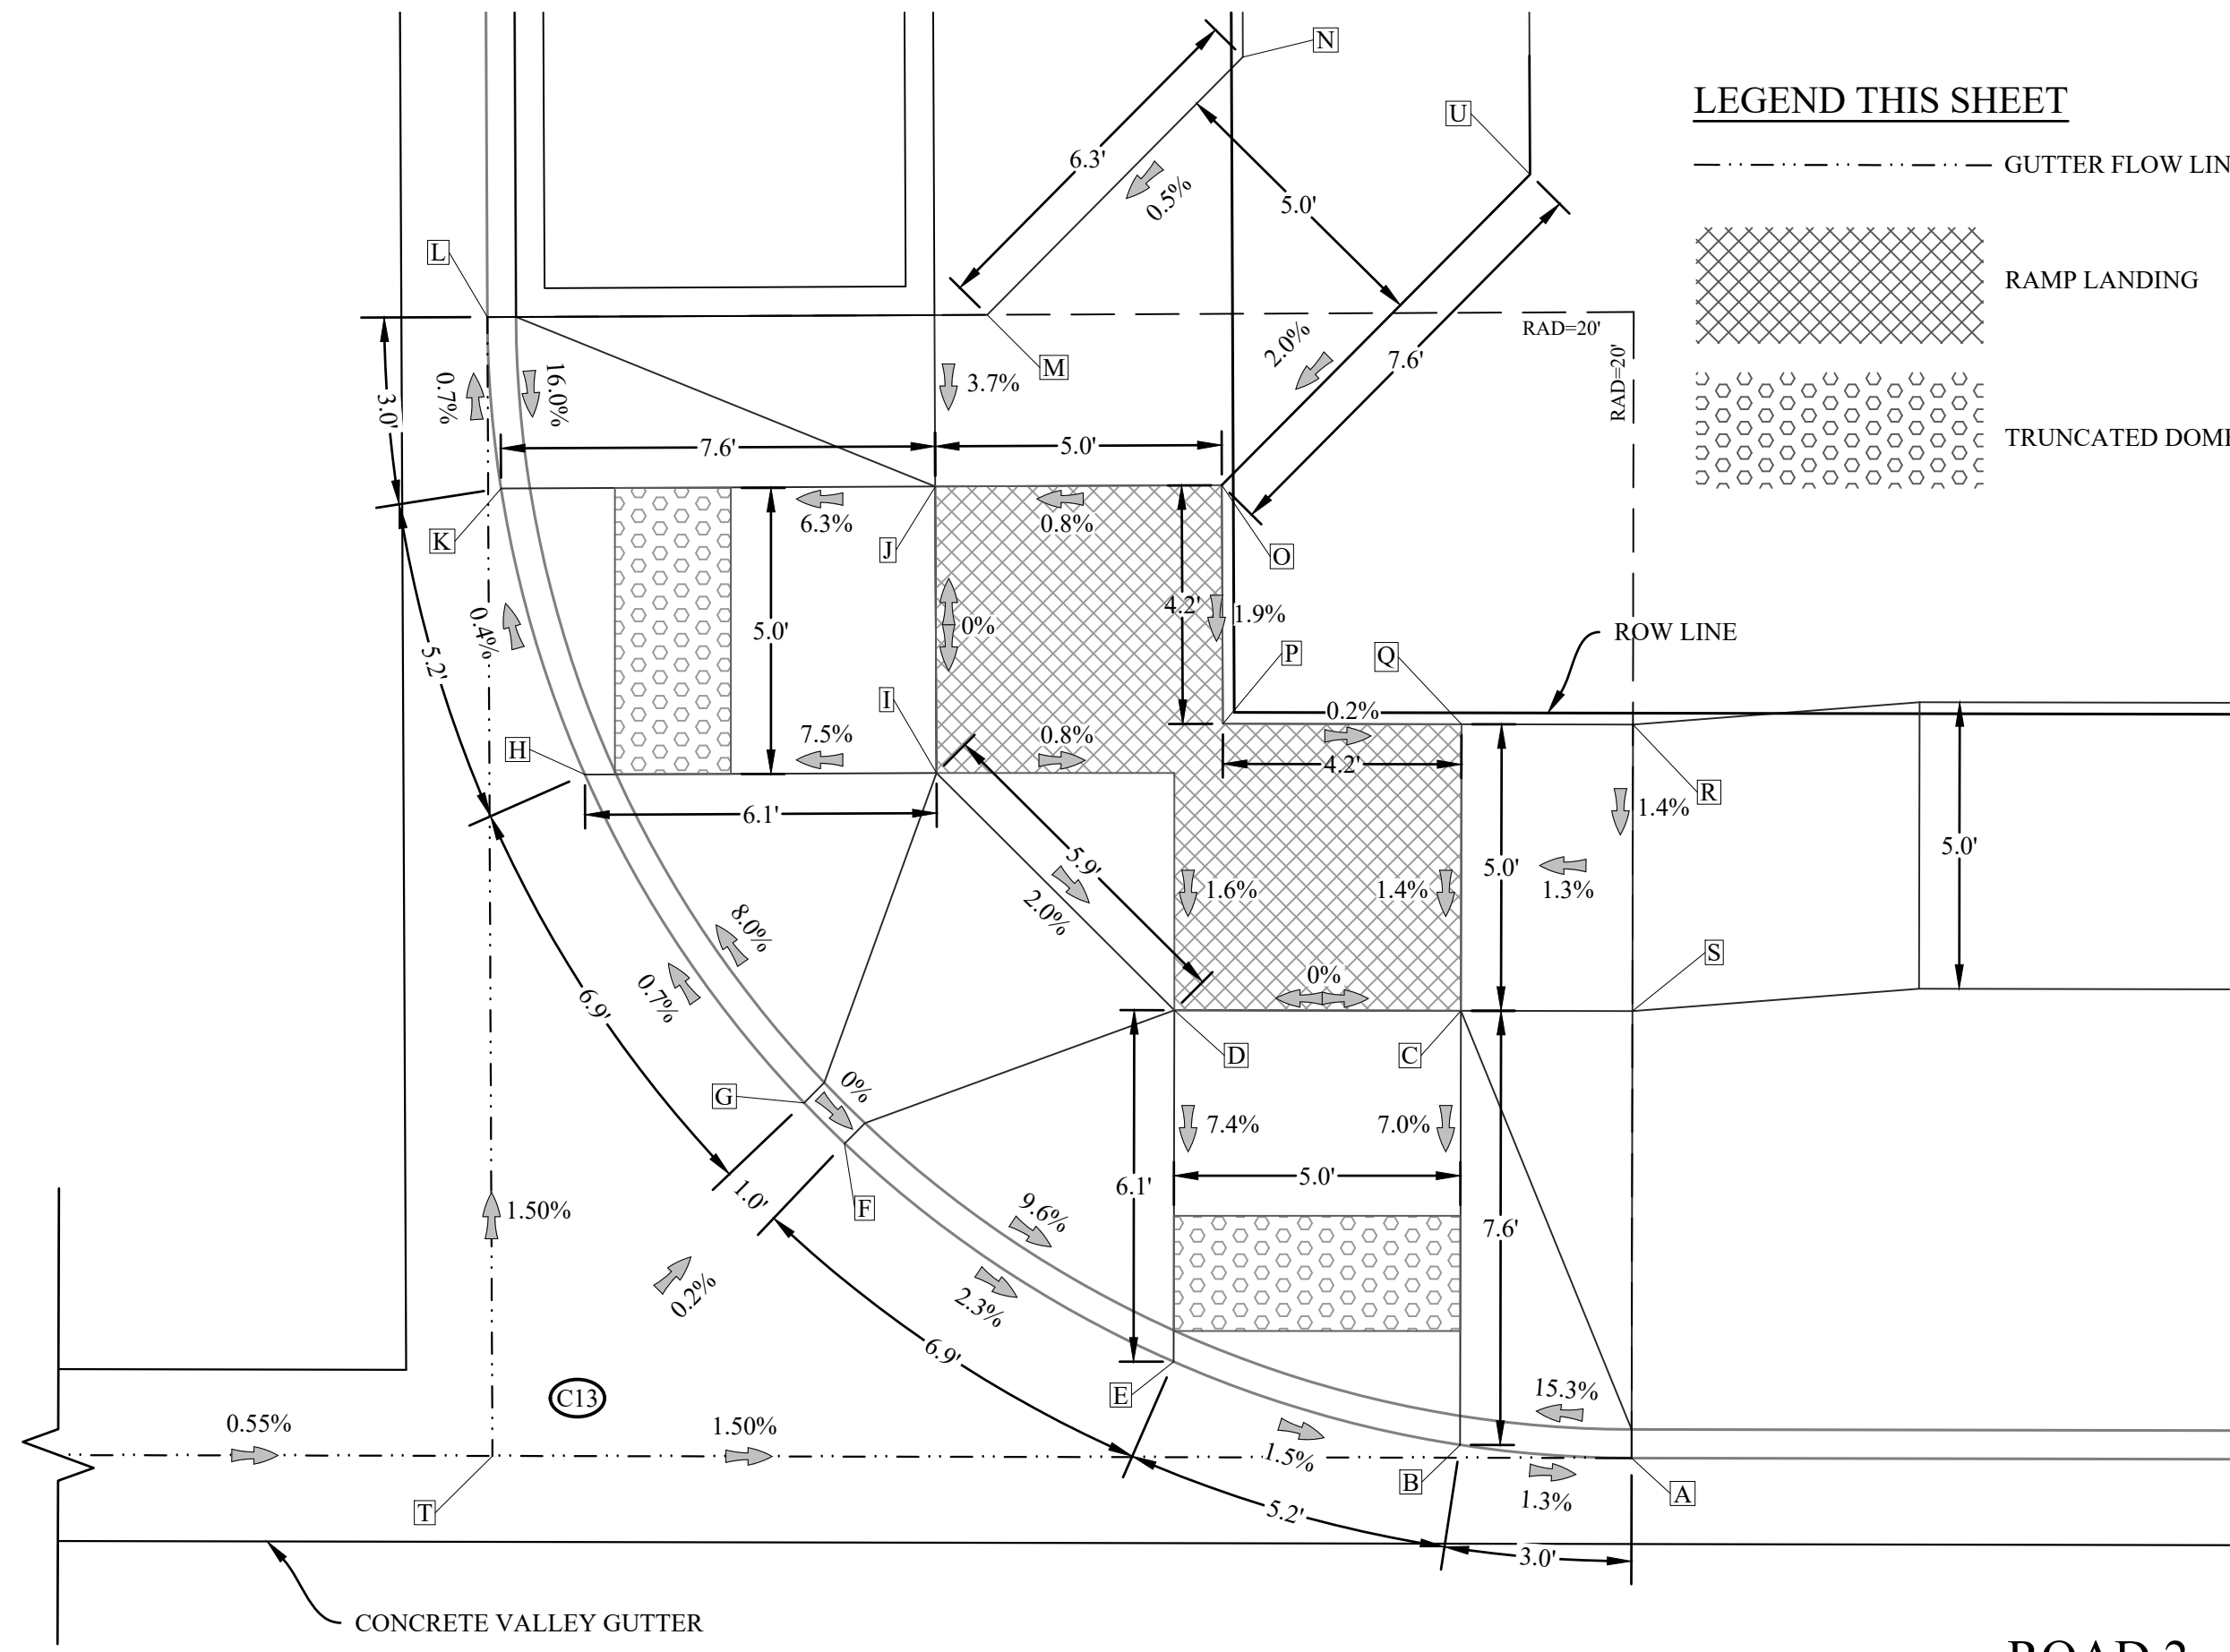 N
LEGEND THIS SHEET
U
6.3'
GUTTER FLOW LIN
0.5%
5.0'
L
RAMP LANDING
RAD=20'
2.0%
7.6'
M
RAD=20'
3.7%
0.7%
16.0%
3.0'
TRUNCATED DOME
7.6'
5.0'
K
6.3%
0.8%
J
O
4.2'
1.9%
0%
0.4%
5.0'
5.2'
ROW LINE
P
Q
I
0.2%
7.5%
0.8%
H
4.2'
R
1.4%
6.1'
5.0'
5.9'
5.0'
1.6%
1.4%
1.3%
2.0%
8.0%
S
0.7%
6.9'
D
C
0%
0%
G
7.4%
7.0%
1.0'
6.1'
5.0'
F
1.50%
9.6%
7.6'
0.2%
2.3%
6.9'
E
C13
15.3%
0.55%
1.50%
1.5%
B
A
1.3%
T
5.2'
3.0'
CONCRETE VALLEY GUTTER